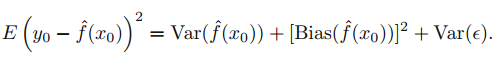 E (y₀ − f̂(x₀))² = Var(f̂(x₀)) + [Bias(f̂(x₀))]² + Var(ϵ).